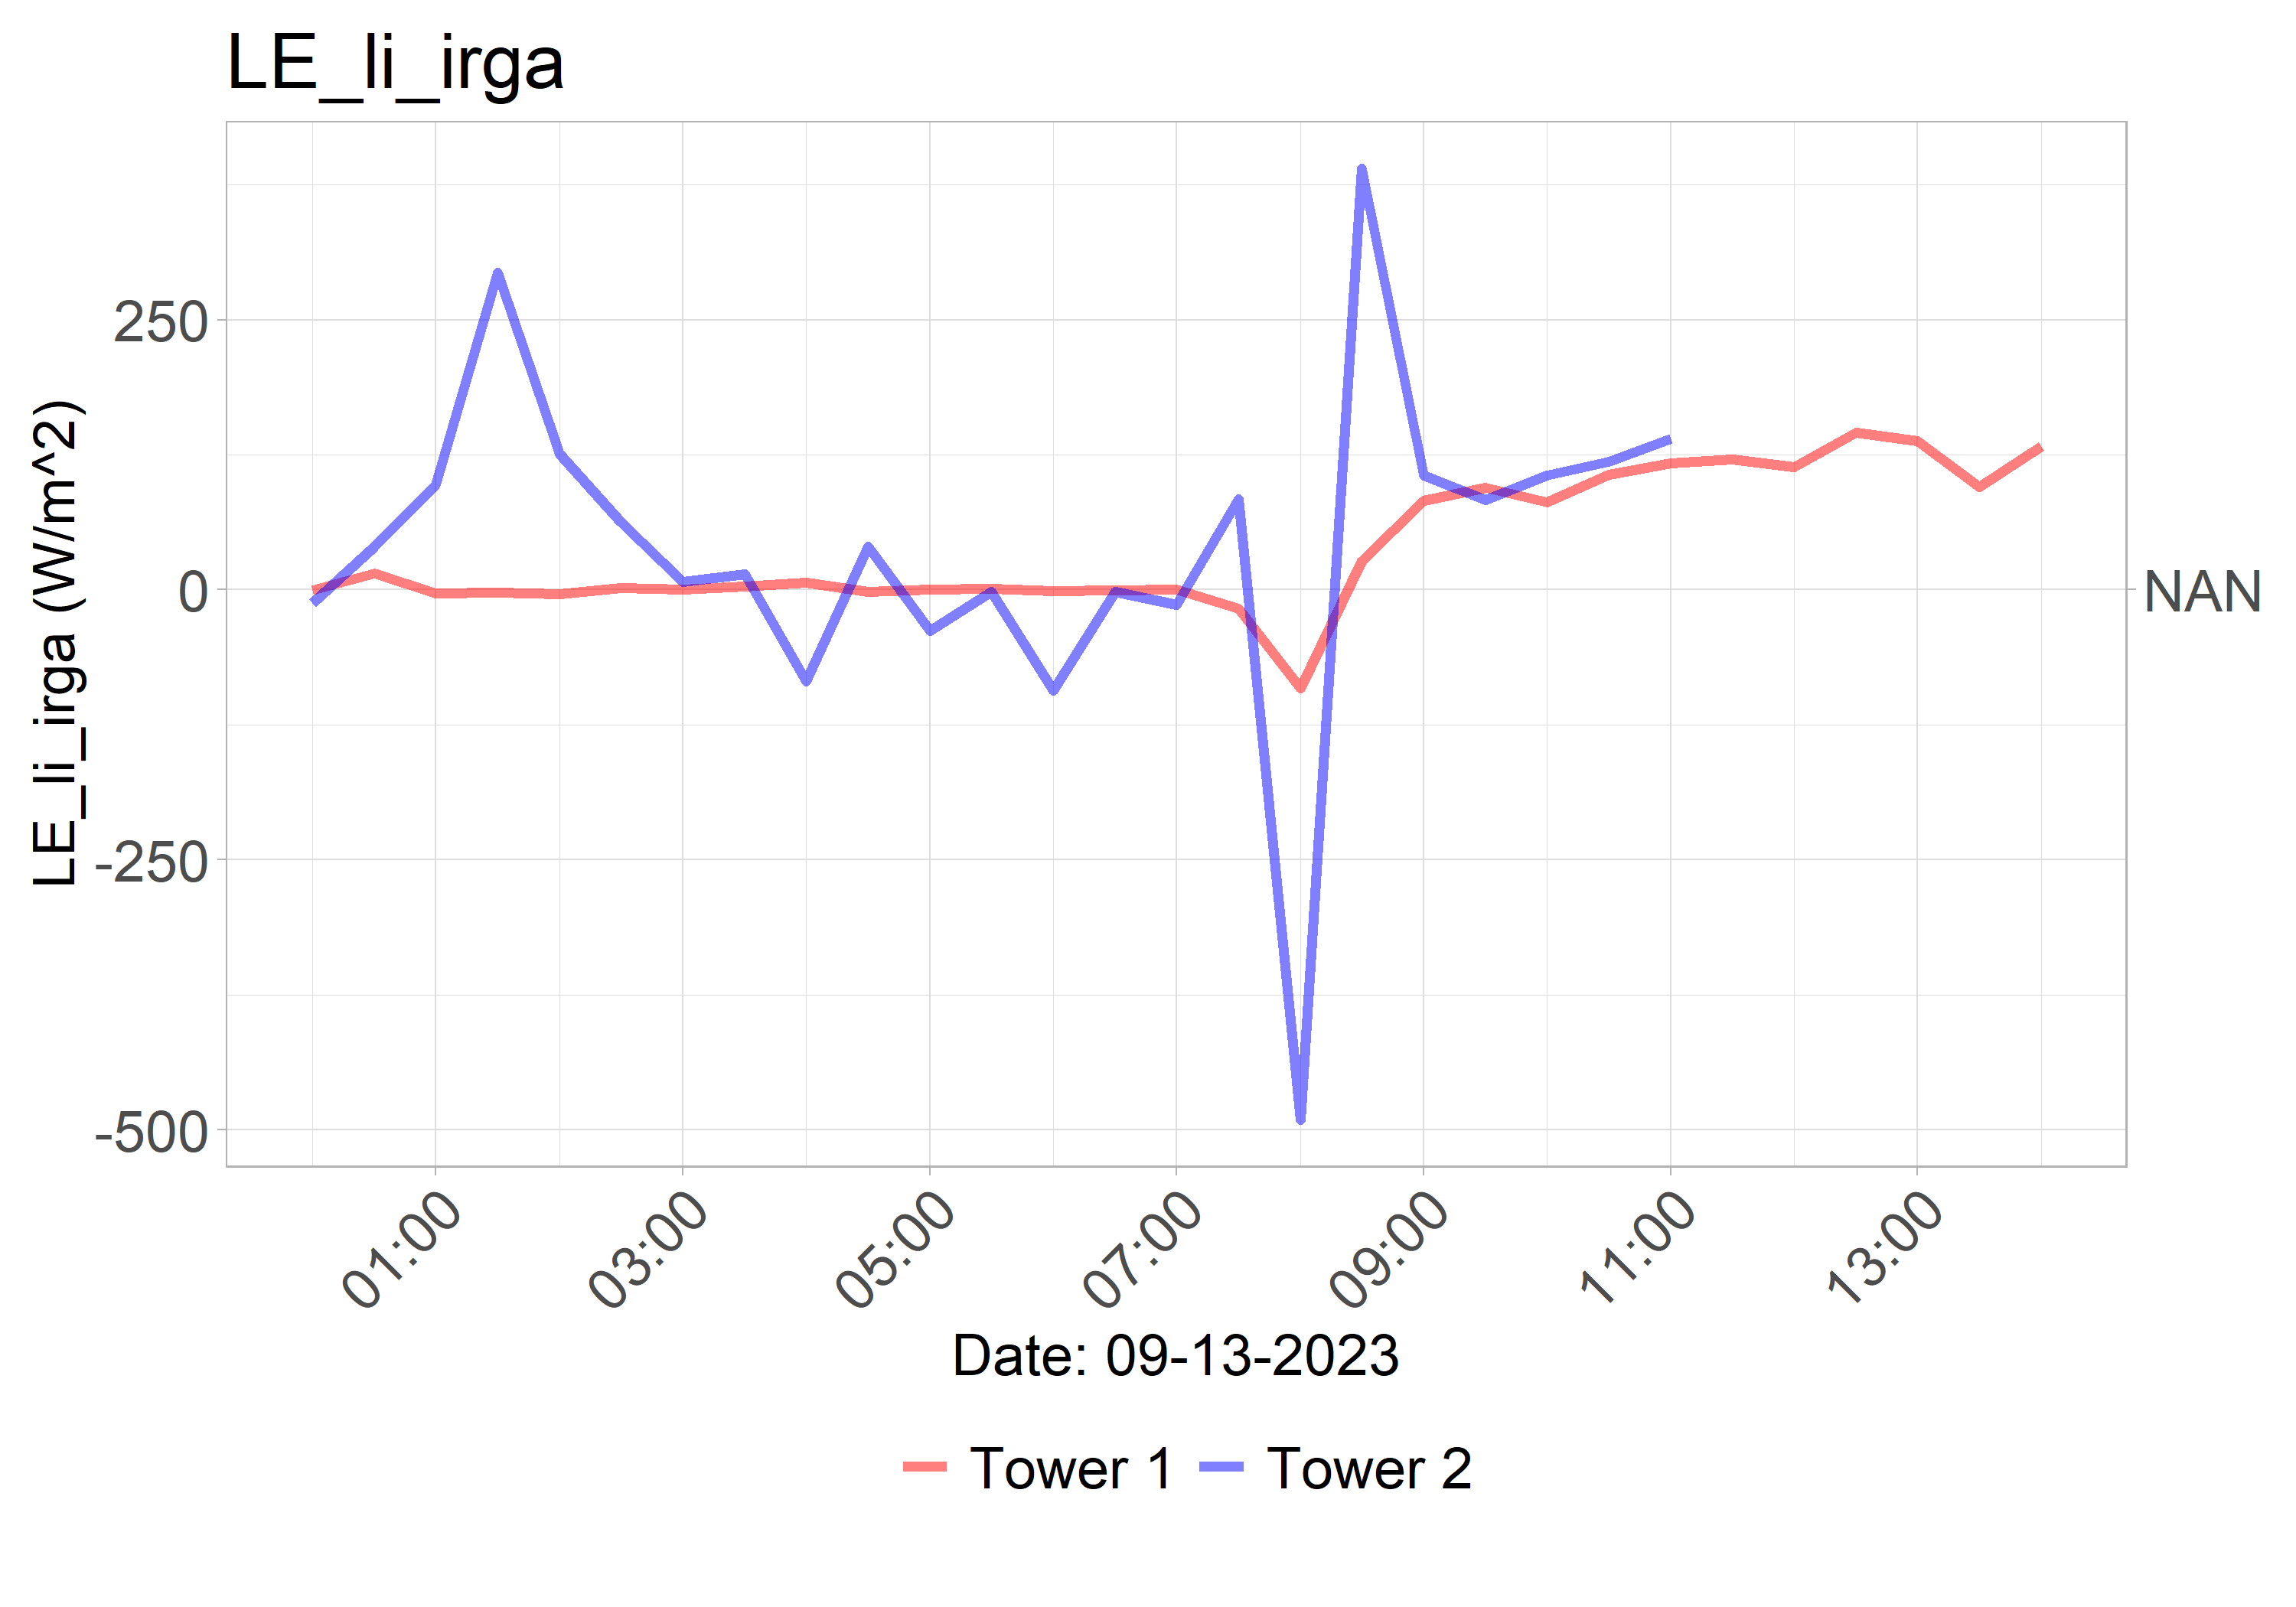 LE_li_irga
LE_li_irga (W/m^2)
250
0
-250
-500
NAN
01:00
03:00
05:00
07:00
09:00
11:00
13:00
Date: 09-13-2023
Tower 1
Tower 2